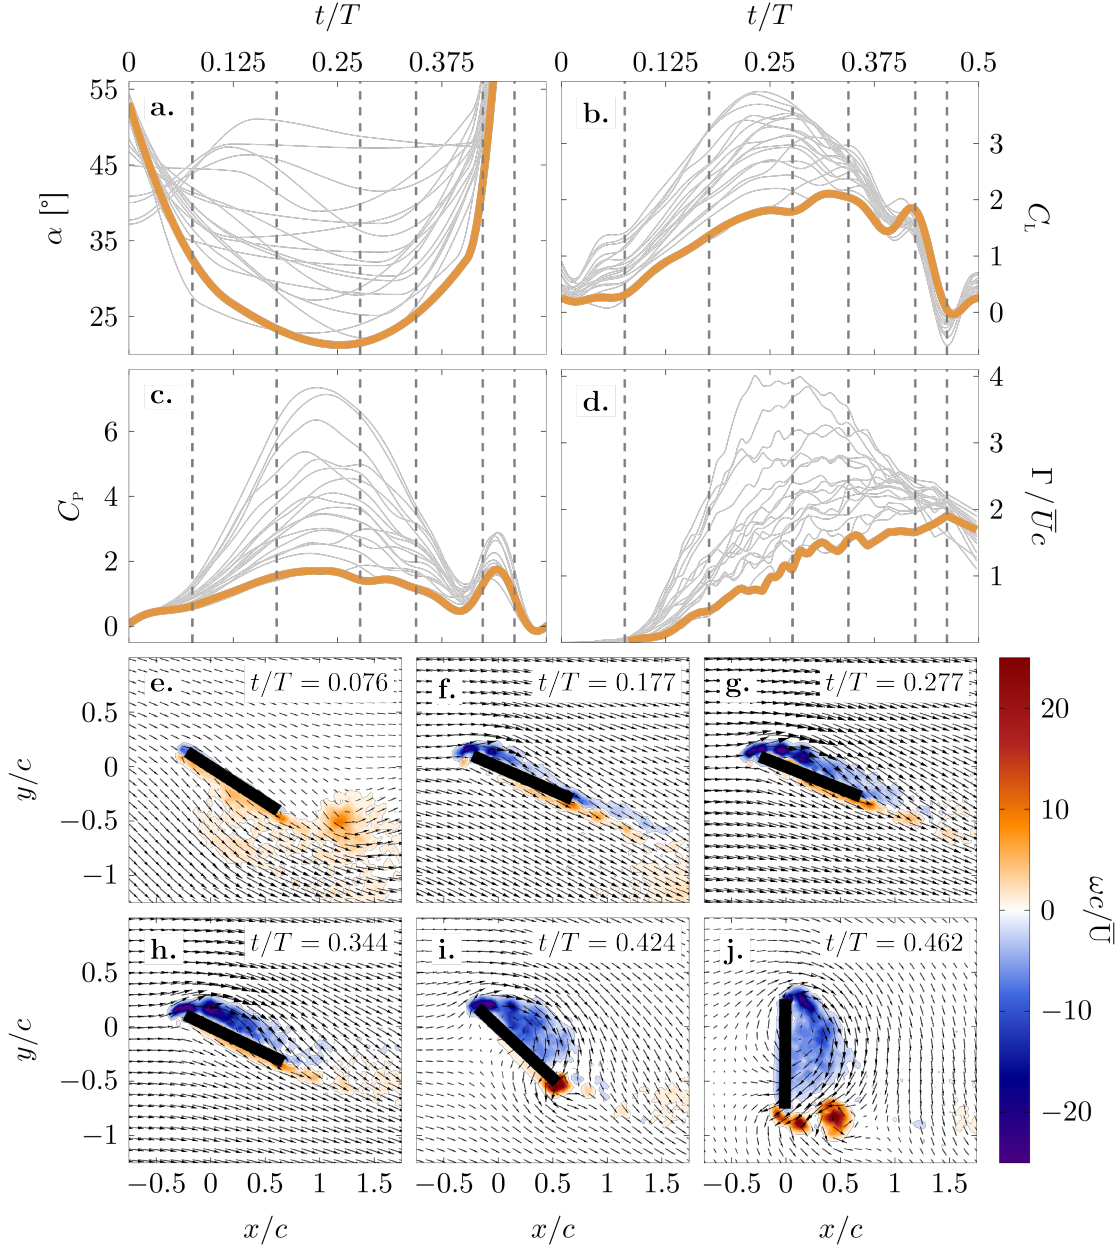 t/T t/T
0 0.125 0.25 0.375 0 0.125 0.25 0.375 0.5
a. b.
55
45
35
25
α [°]
3
2
1
0
C_L
c. d.
6
4
2
0
C_P
4
3
2
1
Γ/U̅c
e. t/T = 0.076 f. t/T = 0.177 g. t/T = 0.277
0.5
0
−0.5
−1
y/c
h. t/T = 0.344 i. t/T = 0.424 j. t/T = 0.462
0.5
0
−0.5
−1
y/c
20
10
0
−10
−20
ωc/U̅
−0.5 0 0.5 1 1.5 −0.5 0 0.5 1 1.5 −0.5 0 0.5 1 1.5
x/c x/c x/c